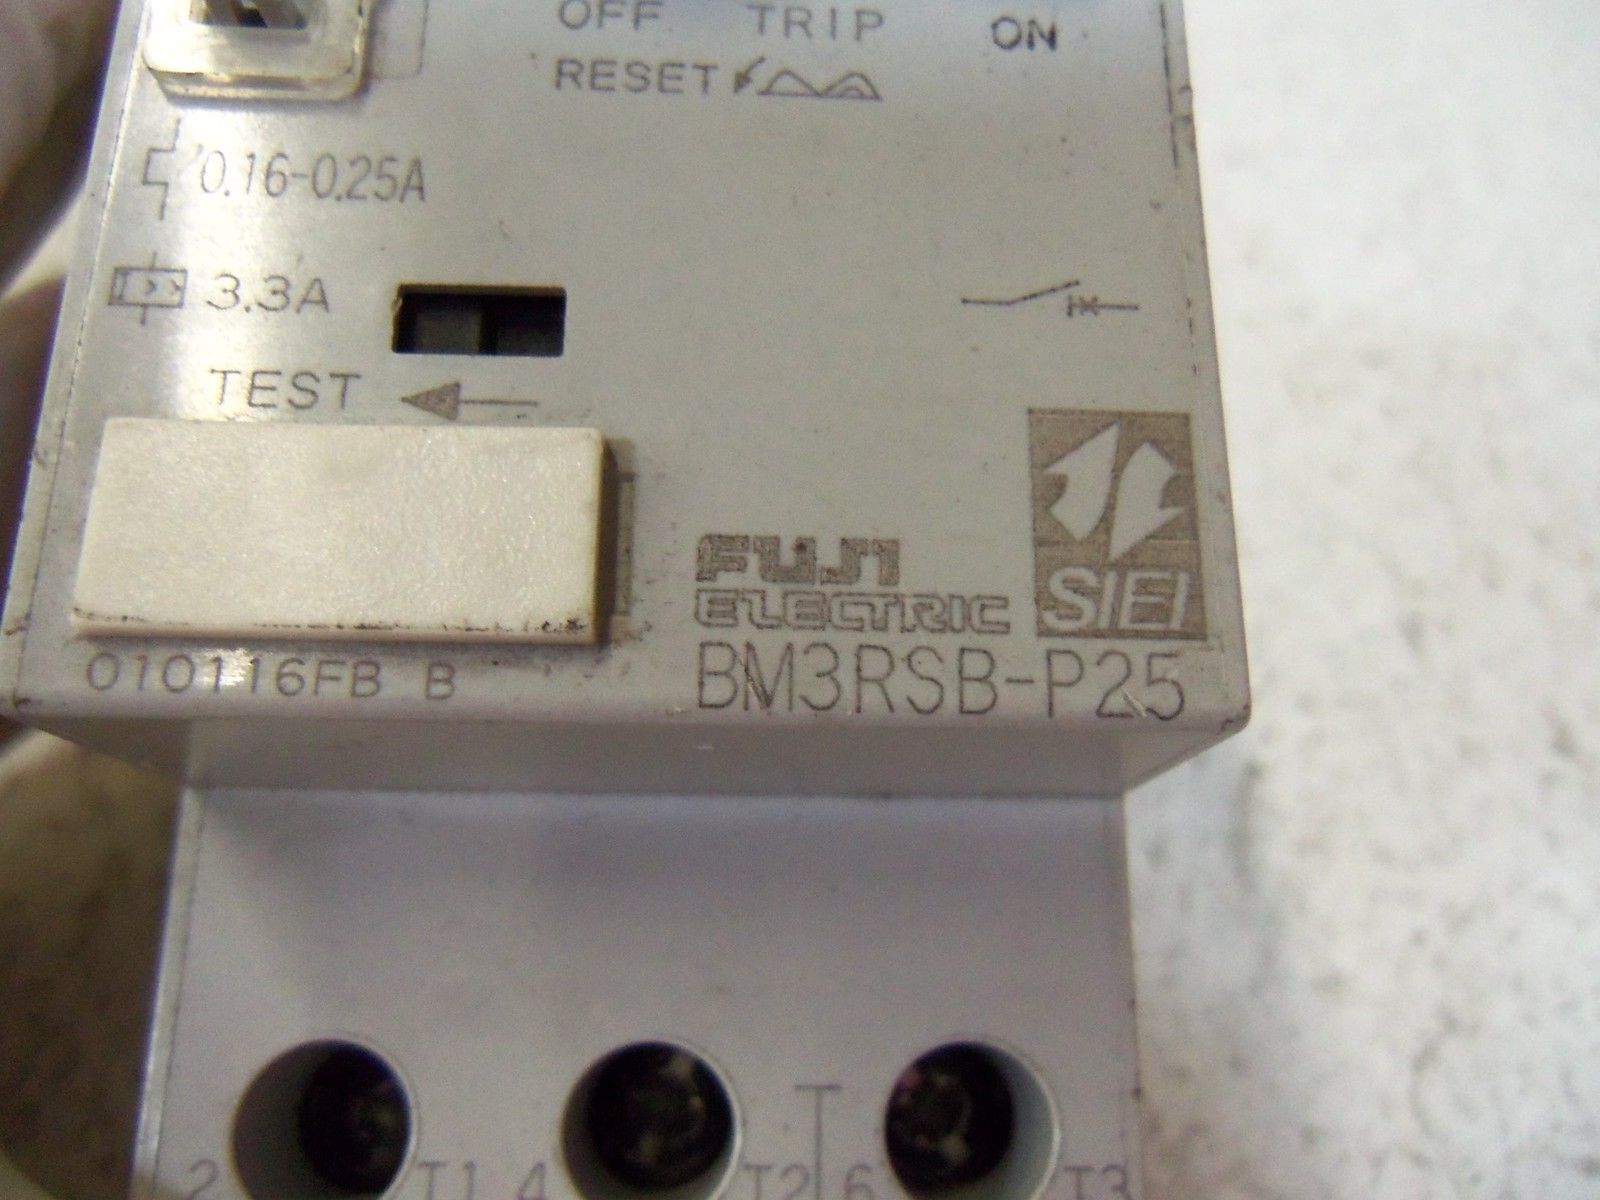 OFF TRIP ON
RESET
0.16-0.25A
3.3A
TEST
FUJI
ELECTRIC
SIEI
010116FB B
BM3RSB-P25
2 T1 4 T2 6 T3